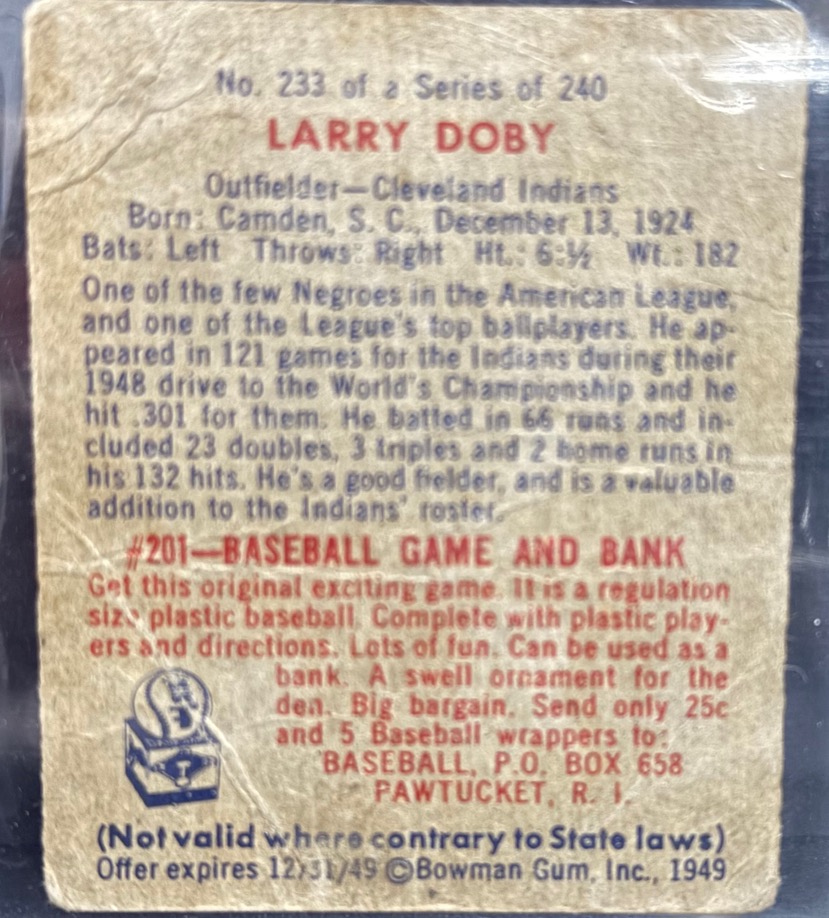 No. 233 of a Series of 240
LARRY DOBY
Outfielder—Cleveland Indians
Born: Camden, S. C., December 13, 1924
Bats: Left Throws: Right Ht.: 6:½ Wt.: 182
One of the few Negroes in the American League,
and one of the League's top ballplayers. He ap-
peared in 121 games for the Indians during their
1948 drive to the World's Championship and he
hit .301 for them. He batted in 66 runs and in-
cluded 23 doubles, 3 triples and 2 home runs in
his 132 hits. He's a good fielder, and is a valuable
addition to the Indians' roster.
#201—BASEBALL GAME AND BANK
Get this original exciting game. It is a regulation
size plastic baseball. Complete with plastic play-
ers and directions. Lots of fun. Can be used as a
bank. A swell ornament for the
den. Big bargain. Send only 25c
and 5 Baseball wrappers to:
BASEBALL, P.O. BOX 658
PAWTUCKET, R. I.
(Not valid where contrary to State laws)
Offer expires 12/31/49 ©Bowman Gum, Inc., 1949